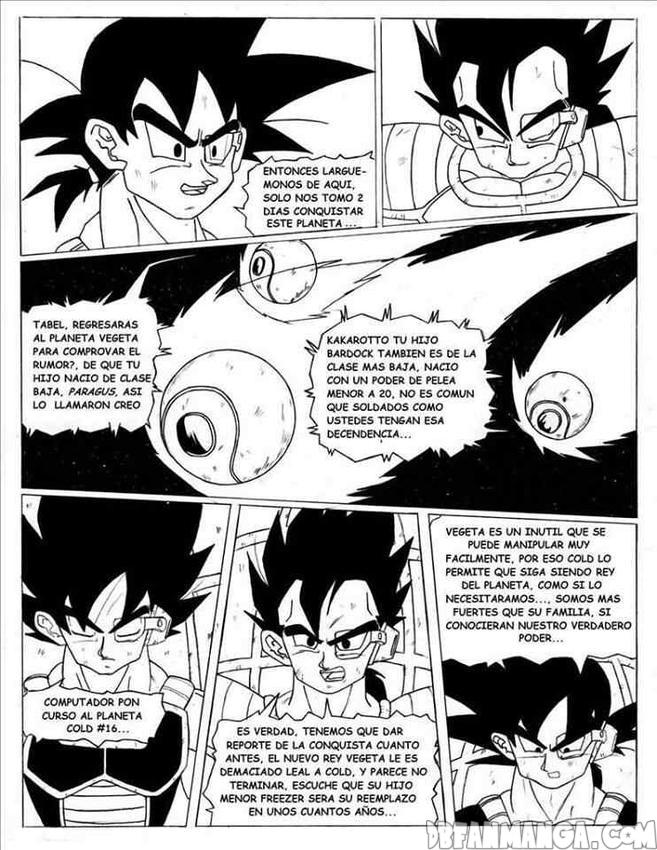 ENTONCES LARGUE-
MONOS DE AQUI,
SOLO NOS TOMO 2
DIAS CONQUISTAR
ESTE PLANETA ...
TABEL, REGRESARAS
AL PLANETA VEGETA
PARA COMPROVAR EL
RUMOR?, DE QUE TU
HIJO NACIO DE CLASE
BAJA, PARAGUS, ASI
LO LLAMARON CREO
KAKAROTTO TU HIJO
BARDOCK TAMBIEN ES DE LA
CLASE MAS BAJA, NACIO
CON UN PODER DE PELEA
MENOR A 20, NO ES COMUN
QUE SOLDADOS COMO
USTEDES TENGAN ESA
DECENDENCIA...
COMPUTADOR PON
CURSO AL PLANETA
COLD #16...
ES VERDAD, TENEMOS QUE DAR
REPORTE DE LA CONQUISTA CUANTO
ANTES, EL NUEVO REY VEGETA LE ES
DEMACIADO LEAL A COLD, Y PARECE NO
TERMINAR, ESCUCHE QUE SU HIJO
MENOR FREEZER SERA SU REEMPLAZO
EN UNOS CUANTOS AÑOS...
VEGETA ES UN INUTIL QUE SE
PUEDE MANIPULAR MUY
FACILMENTE, POR ESO COLD LO
PERMITE QUE SIGA SIENDO REY
DEL PLANETA, COMO SI LO
NECESITARAMOS..., SOMOS MAS
FUERTES QUE SU FAMILIA, SI
CONOCIERAN NUESTRO VERDADERO
PODER...
DBFANMANGA.COM